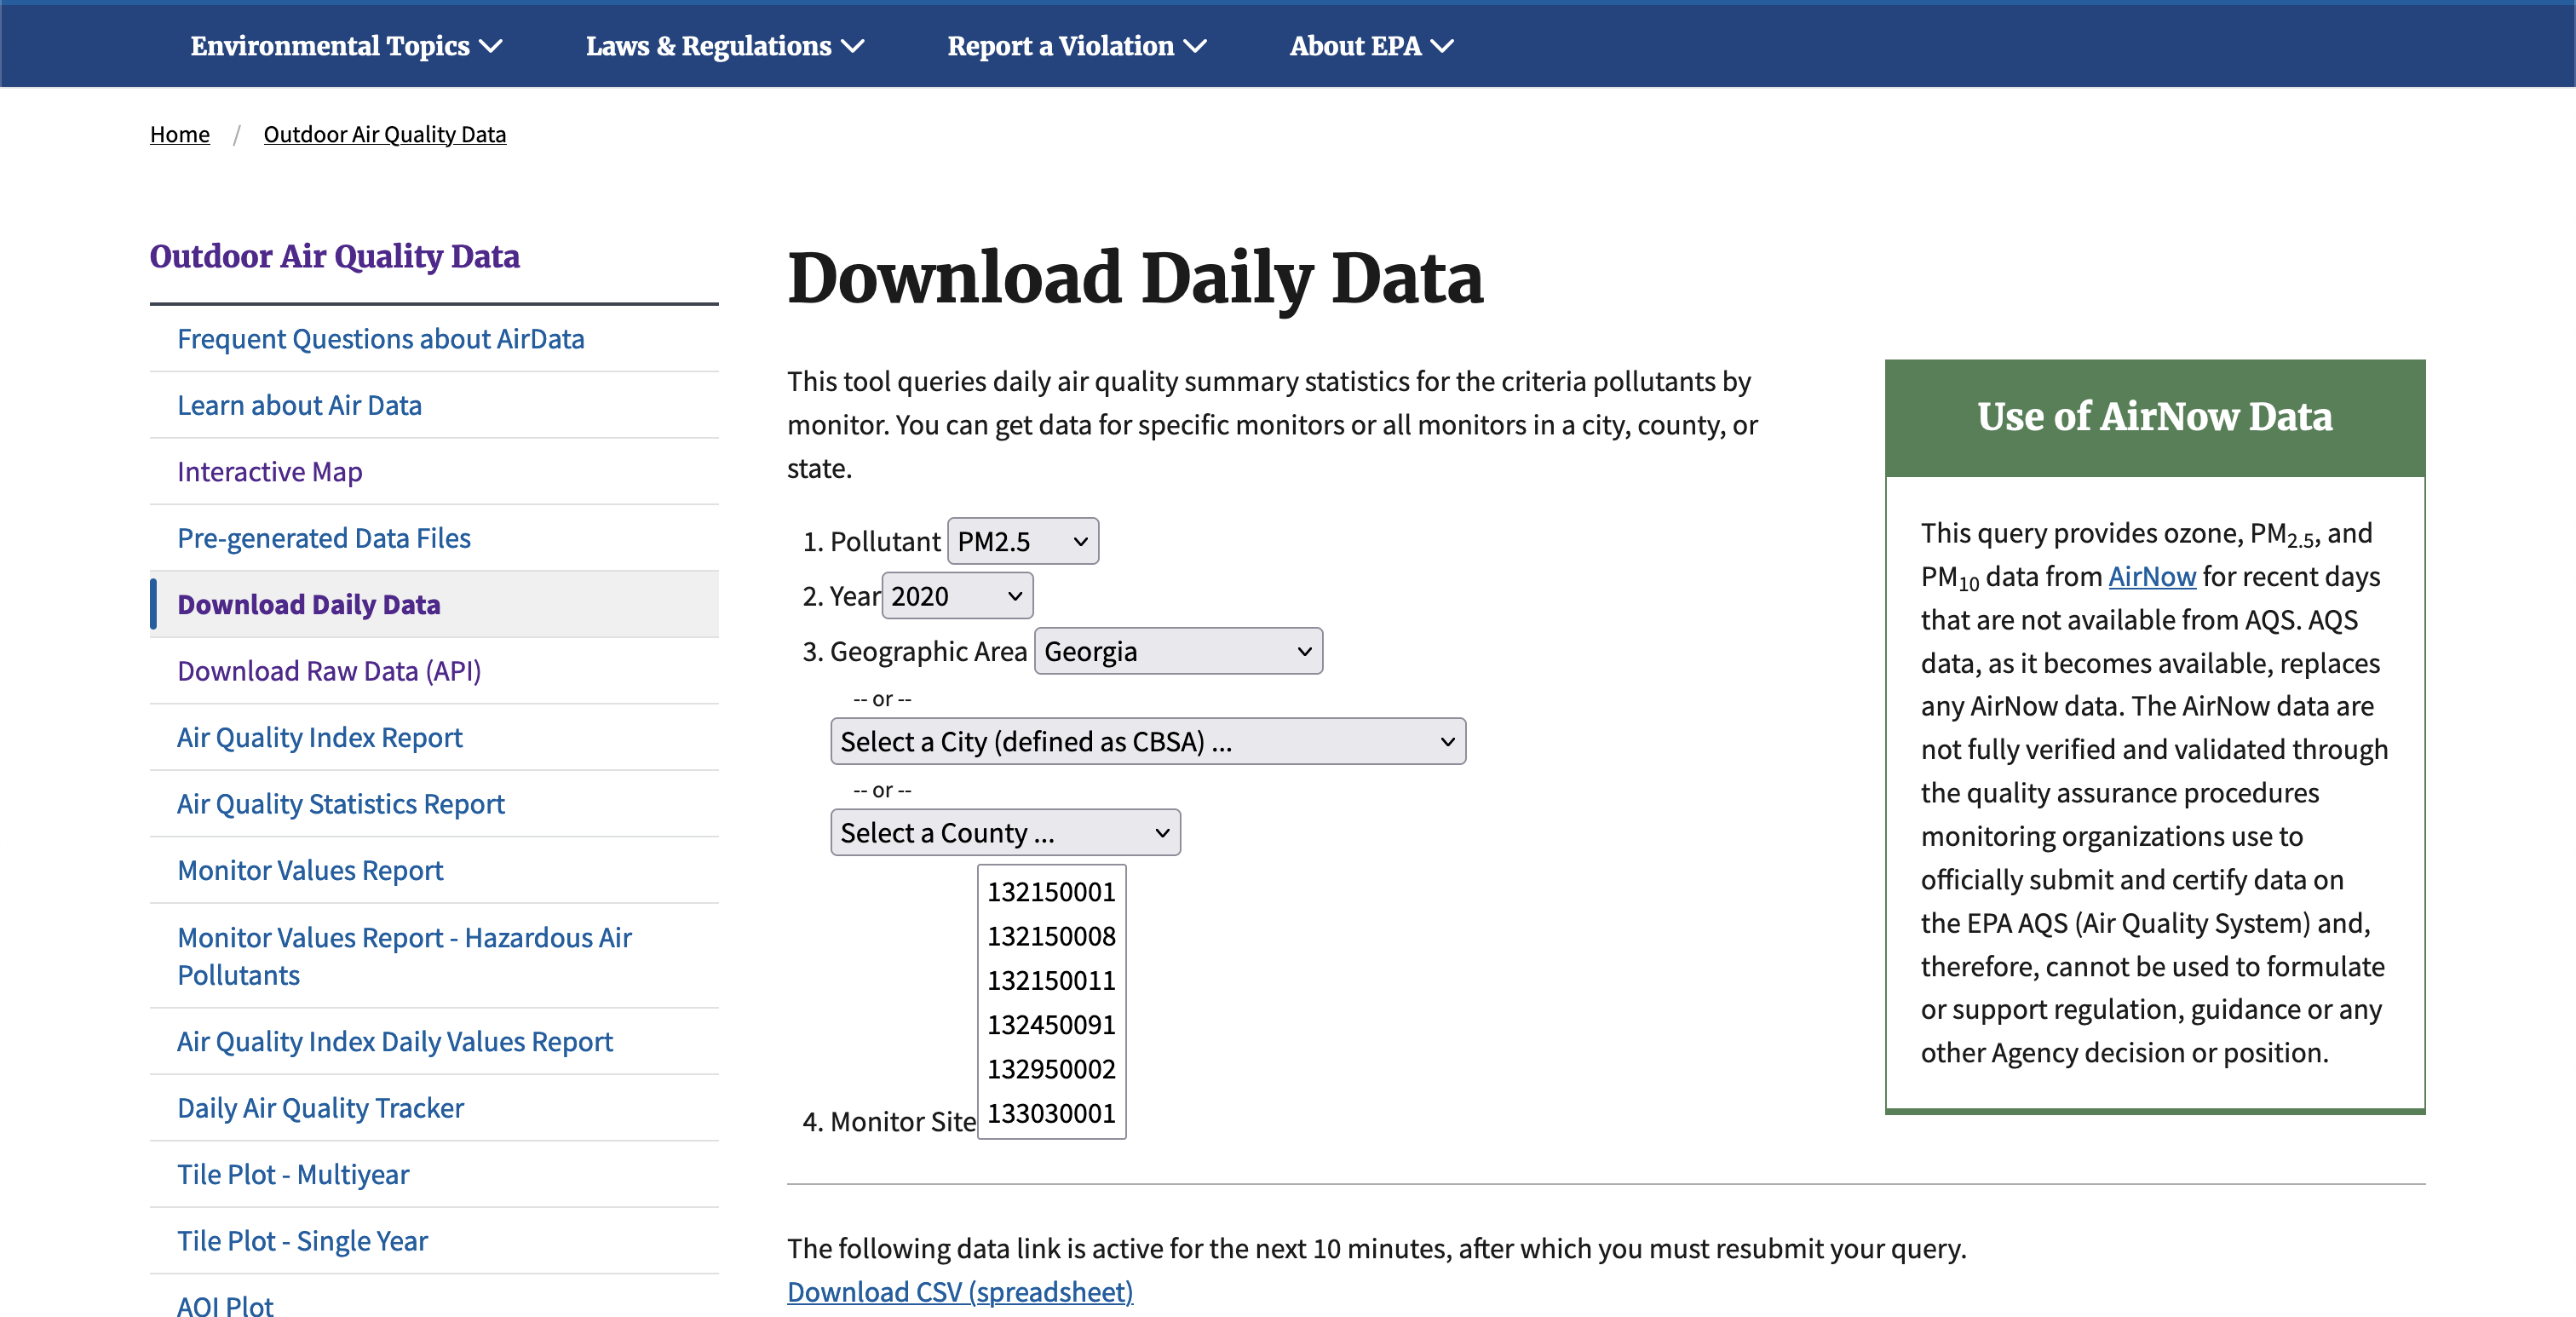 Environmental Topics
Laws & Regulations
Report a Violation
About EPA
Home / Outdoor Air Quality Data
Outdoor Air Quality Data
Frequent Questions about AirData
Learn about Air Data
Interactive Map
Pre-generated Data Files
Download Daily Data
Download Raw Data (API)
Air Quality Index Report
Air Quality Statistics Report
Monitor Values Report
Monitor Values Report - Hazardous Air
Pollutants
Air Quality Index Daily Values Report
Daily Air Quality Tracker
Tile Plot - Multiyear
Tile Plot - Single Year
AQI Plot
Download Daily Data
This tool queries daily air quality summary statistics for the criteria pollutants by
monitor. You can get data for specific monitors or all monitors in a city, county, or
state.
1. Pollutant PM2.5
2. Year 2020
3. Geographic Area Georgia
-- or --
Select a City (defined as CBSA) ...
-- or --
Select a County ...
132150001
132150008
132150011
132450091
132950002
133030001
4. Monitor Site
The following data link is active for the next 10 minutes, after which you must resubmit your query.
Download CSV (spreadsheet)
Use of AirNow Data
This query provides ozone, PM2.5, and
PM10 data from AirNow for recent days
that are not available from AQS. AQS
data, as it becomes available, replaces
any AirNow data. The AirNow data are
not fully verified and validated through
the quality assurance procedures
monitoring organizations use to
officially submit and certify data on
the EPA AQS (Air Quality System) and,
therefore, cannot be used to formulate
or support regulation, guidance or any
other Agency decision or position.